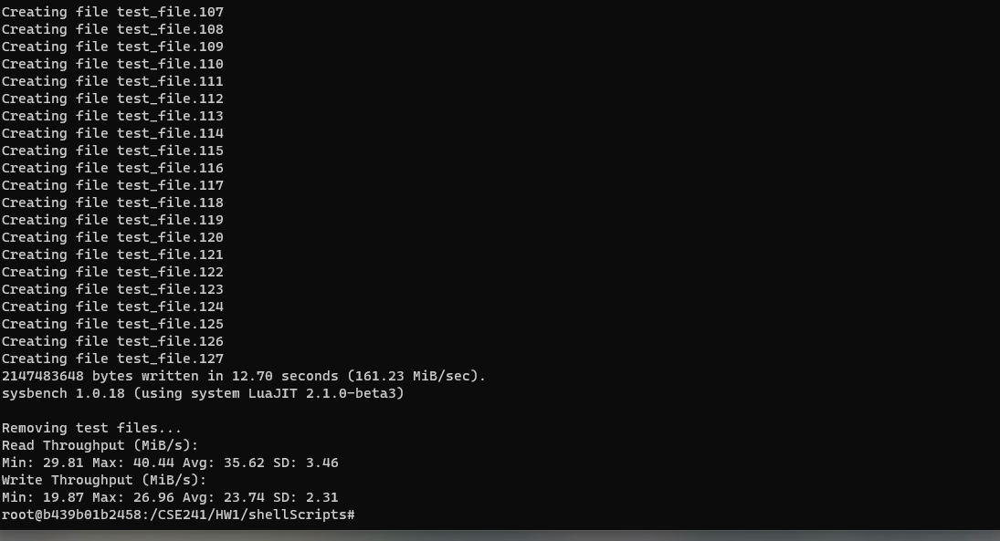 Creating file test_file.107
Creating file test_file.108
Creating file test_file.109
Creating file test_file.110
Creating file test_file.111
Creating file test_file.112
Creating file test_file.113
Creating file test_file.114
Creating file test_file.115
Creating file test_file.116
Creating file test_file.117
Creating file test_file.118
Creating file test_file.119
Creating file test_file.120
Creating file test_file.121
Creating file test_file.122
Creating file test_file.123
Creating file test_file.124
Creating file test_file.125
Creating file test_file.126
Creating file test_file.127
2147483648 bytes written in 12.70 seconds (161.23 MiB/sec).
sysbench 1.0.18 (using system LuaJIT 2.1.0-beta3)

Removing test files...
Read Throughput (MiB/s):
Min: 29.81 Max: 40.44 Avg: 35.62 SD: 3.46
Write Throughput (MiB/s):
Min: 19.87 Max: 26.96 Avg: 23.74 SD: 2.31
root@b439b01b2458:/CSE241/HW1/shellScripts#